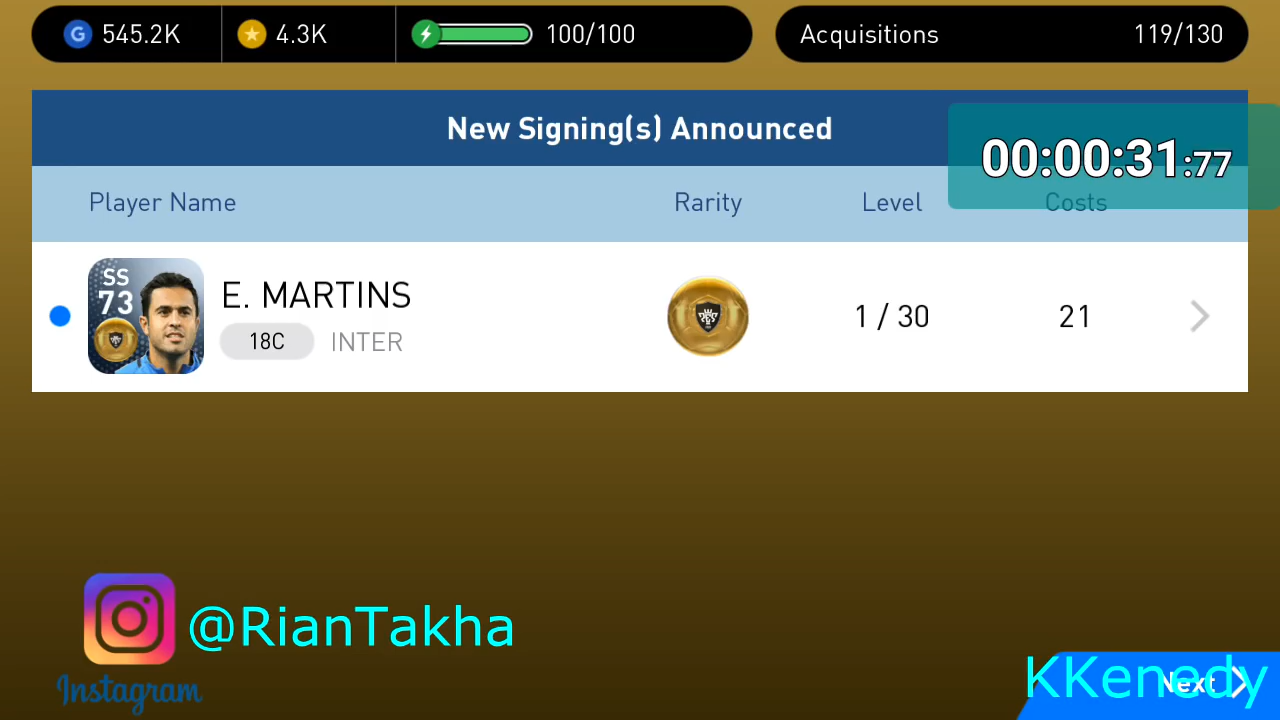 545.2K 4.3K 100/100 Acquisitions 119/130
New Signing(s) Announced
00:00:31:77
Player Name Rarity Level Costs
SS
73
E. MARTINS
18C INTER
1 / 30 21
@RianTakha
Instagram
KKenedy
Next